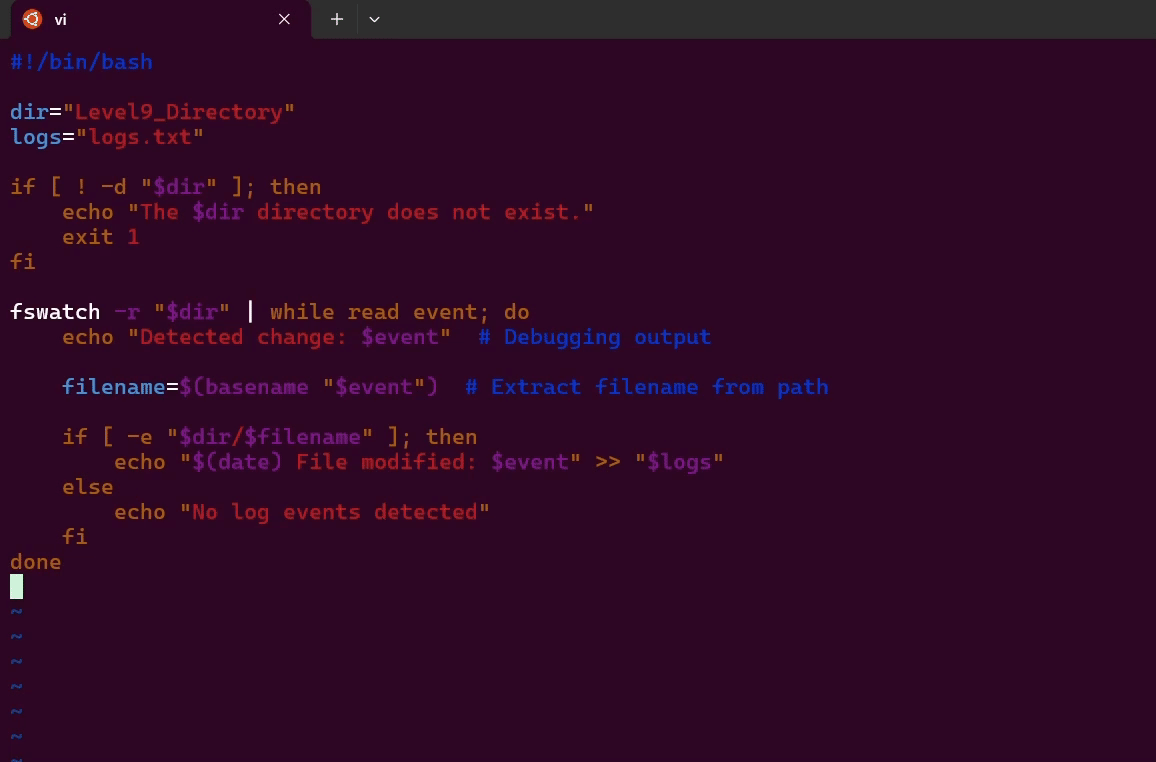 vi
#!/bin/bash
dir="Level9_Directory"
logs="logs.txt"
if [ ! -d "$dir" ]; then
    echo "The $dir directory does not exist."
    exit 1
fi
fswatch -r "$dir" | while read event; do
    echo "Detected change: $event"  # Debugging output
    filename=$(basename "$event")  # Extract filename from path
    if [ -e "$dir/$filename" ]; then
        echo "$(date) File modified: $event" >> "$logs"
    else
        echo "No log events detected"
    fi
done
~
~
~
~
~
~
~